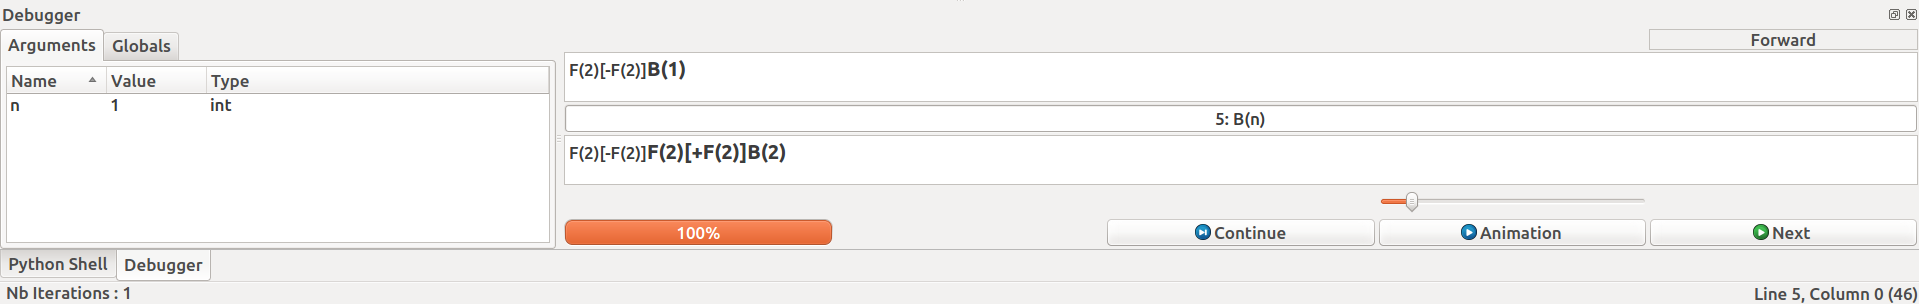 Debugger
Arguments Globals
Forward
Name Value Type
n 1 int
F(2)[-F(2)]B(1)
5: B(n)
F(2)[-F(2)]F(2)[+F(2)]B(2)
100% Continue Animation Next
Python Shell Debugger
Nb Iterations : 1 Line 5, Column 0 (46)